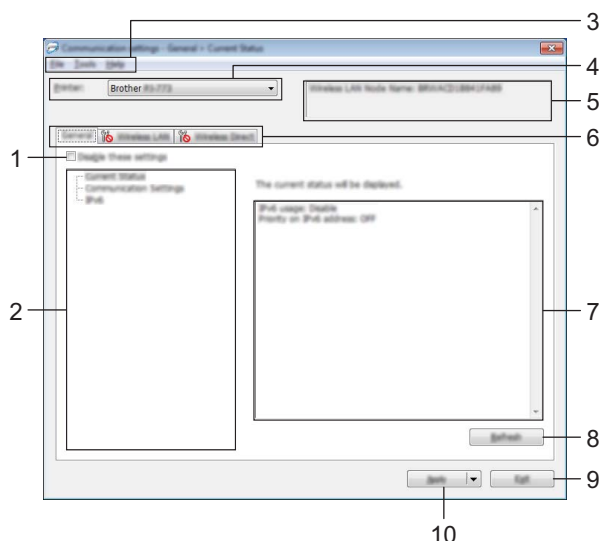 3
Communication settings - General > Current Status
File Tools Help
4
Printer: Brother
Wireless LAN Node Name:
5
General Wireless LAN Wireless Direct
6
1
Disable these settings
Current Status
Communication Settings
IPv6
The current status will be displayed.
IPv6 usage: Disable
Priority on IPv6 address: OFF
2
7
Refresh
8
Apply
Exit
9
10